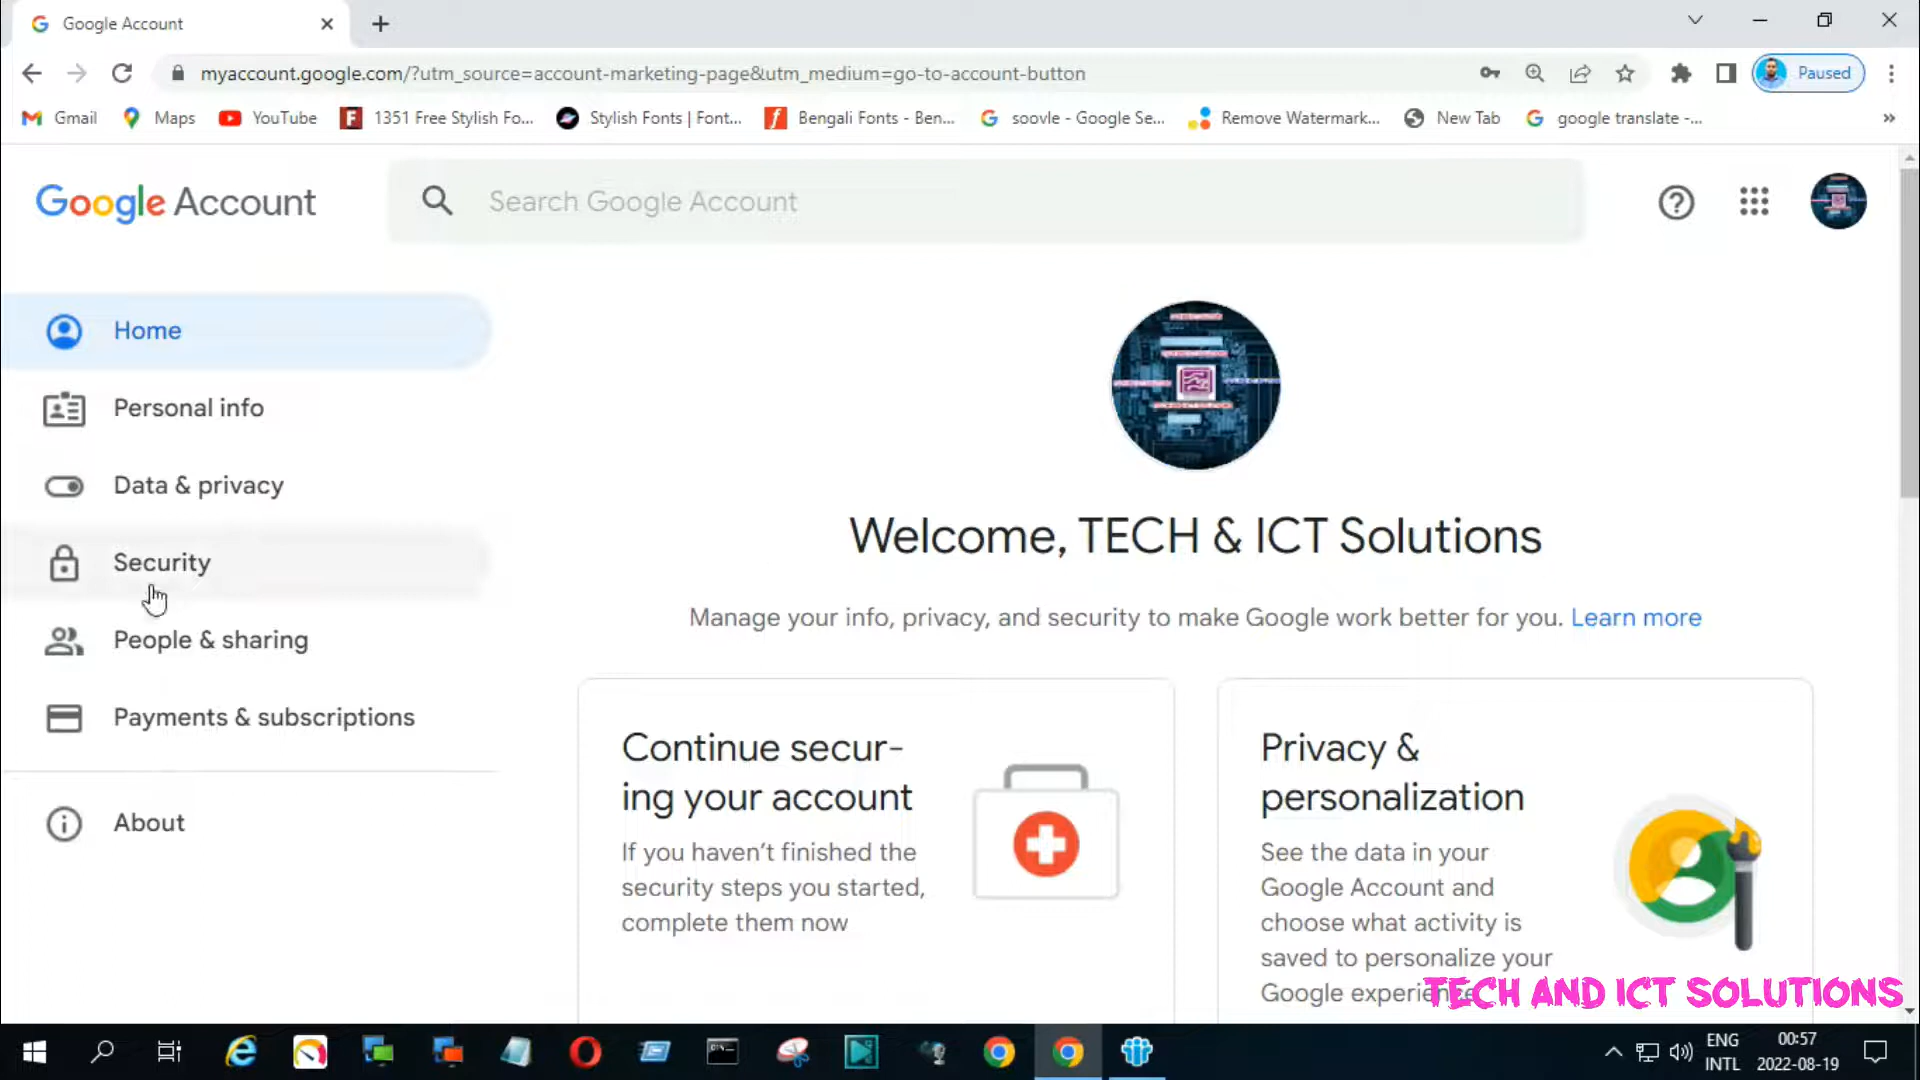 Google Account
myaccount.google.com/?utm_source=account-marketing-page&utm_medium=go-to-account-button
Paused
Gmail
Maps
YouTube
1351 Free Stylish Fo...
Stylish Fonts | Font...
Bengali Fonts - Ben...
soovle - Google Se...
Remove Watermark...
New Tab
google translate -...
»
Google Account
Search Google Account
Home
Personal info
Data & privacy
Security
People & sharing
Payments & subscriptions
About
Welcome, TECH & ICT Solutions
Manage your info, privacy, and security to make Google work better for you. Learn more
Continue secur-
ing your account
If you haven't finished the
security steps you started,
complete them now
Privacy &
personalization
See the data in your
Google Account and
choose what activity is
saved to personalize your
Google experience
TECH AND ICT SOLUTIONS
ENG
INTL
00:57
2022-08-19